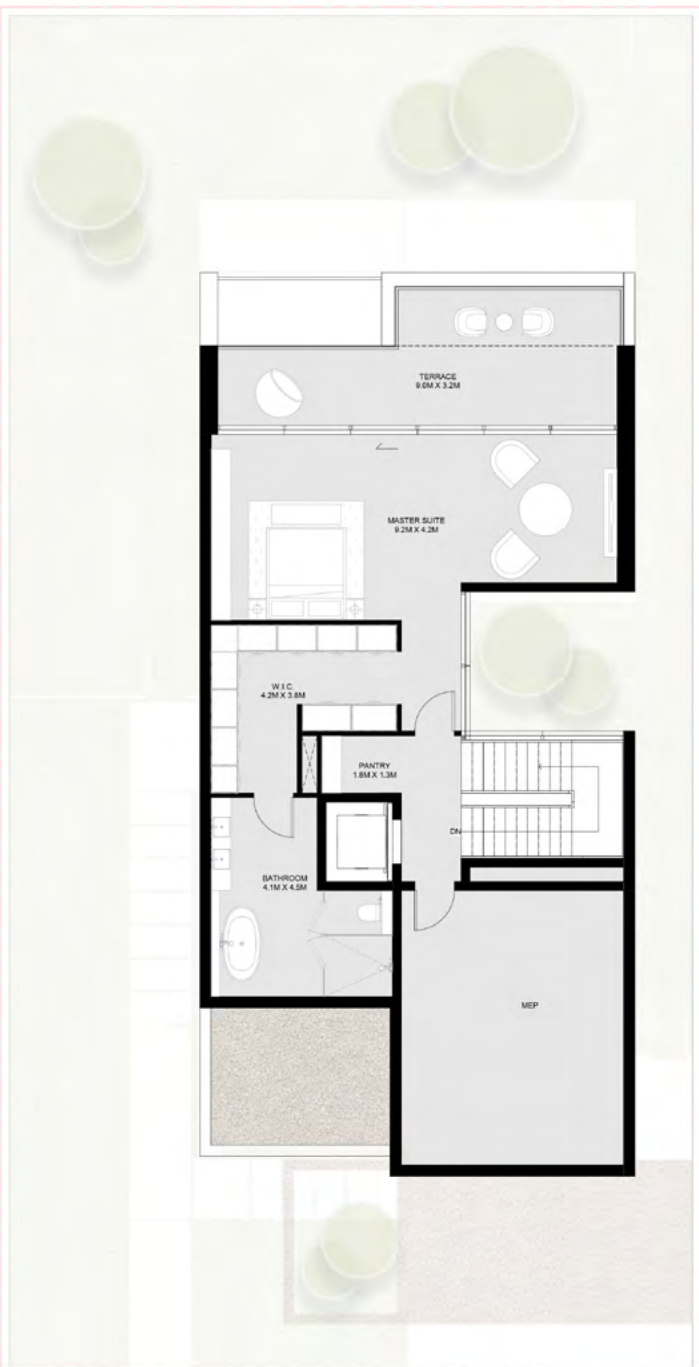 TERRACE
9.0M X 3.2M
MASTER SUITE
9.2M X 4.2M
W.I.C.
4.2M X 3.8M
PANTRY
1.8M X 1.3M
DN
BATHROOM
4.1M X 4.5M
MEP